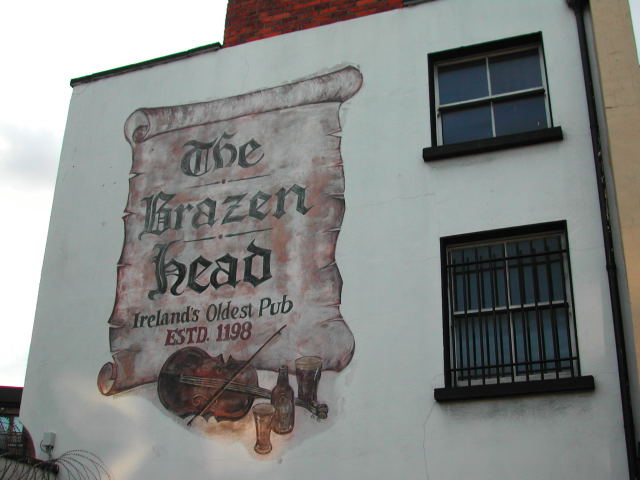 The
Brazen
head
Ireland's Oldest Pub
ESTD. 1198